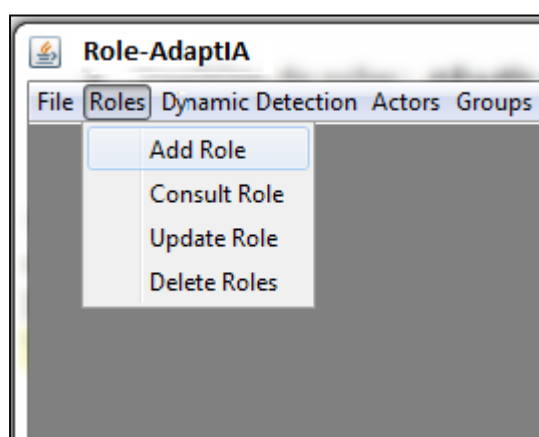 Role-AdaptIA
File Roles Dynamic Detection Actors Groups
Add Role
Consult Role
Update Role
Delete Roles